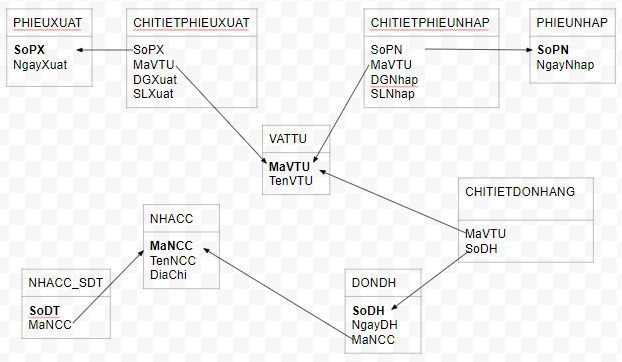 PHIEUXUAT
SoPX
NgayXuat
CHITIETPHIEUXUAT
SoPX
MaVTU
DGXuat
SLXuat
CHITIETPHIEUNHAP
SoPN
MaVTU
DGNhap
SLNhap
PHIEUNHAP
SoPN
NgayNhap
VATTU
MaVTU
TenVTU
CHITIETDONHANG
MaVTU
SoDH
NHACC
MaNCC
TenNCC
DiaChi
NHACC_SDT
SoDT
MaNCC
DONDH
SoDH
NgayDH
MaNCC